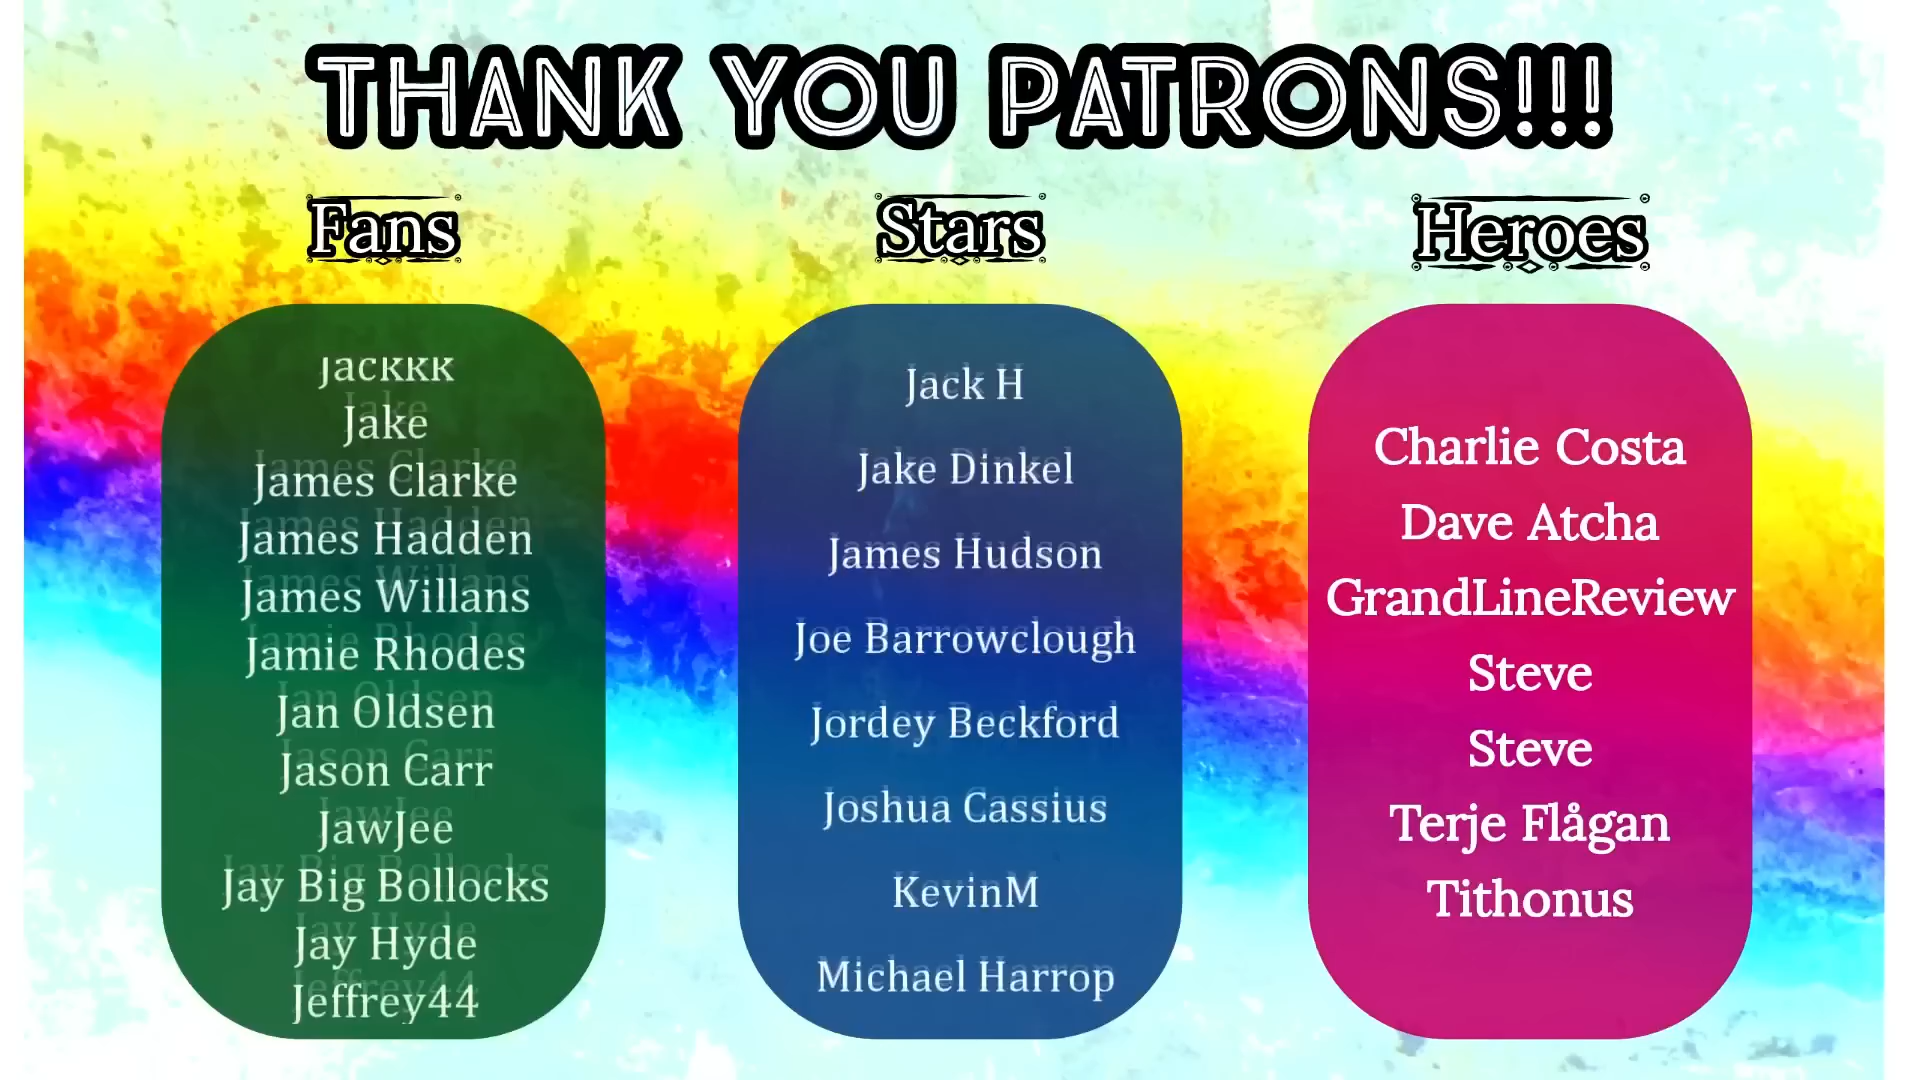 THANK YOU PATRONS!!!
Fans
Jackkk
Jake
James Clarke
James Hadden
James Willans
Jamie Rhodes
Jan Oldsen
Jason Carr
JawJee
Jay Big Bollocks
Jay Hyde
Jeffrey44
Stars
Jack H
Jake Dinkel
James Hudson
Joe Barrowclough
Jordey Beckford
Joshua Cassius
KevinM
Michael Harrop
Heroes
Charlie Costa
Dave Atcha
GrandLineReview
Steve
Steve
Terje Flågan
Tithonus